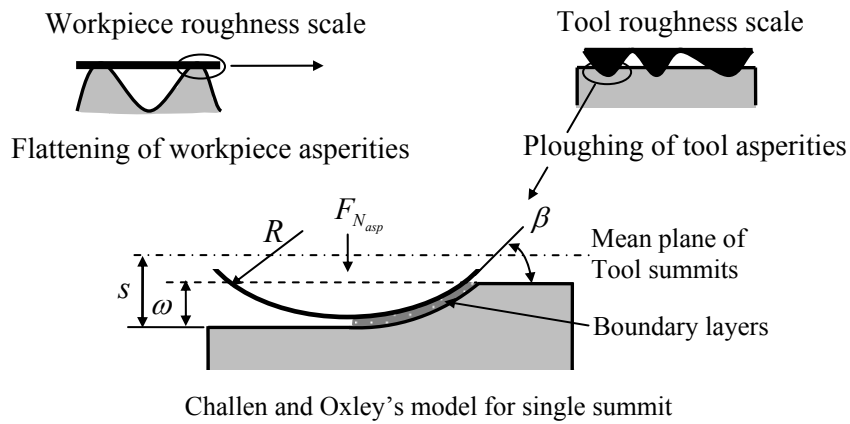 Workpiece roughness scale
Tool roughness scale
Flattening of workpiece asperities
Ploughing of tool asperities
F_{N_{asp}}
R
β
Mean plane of
Tool summits
s
ω
Boundary layers
Challen and Oxley's model for single summit